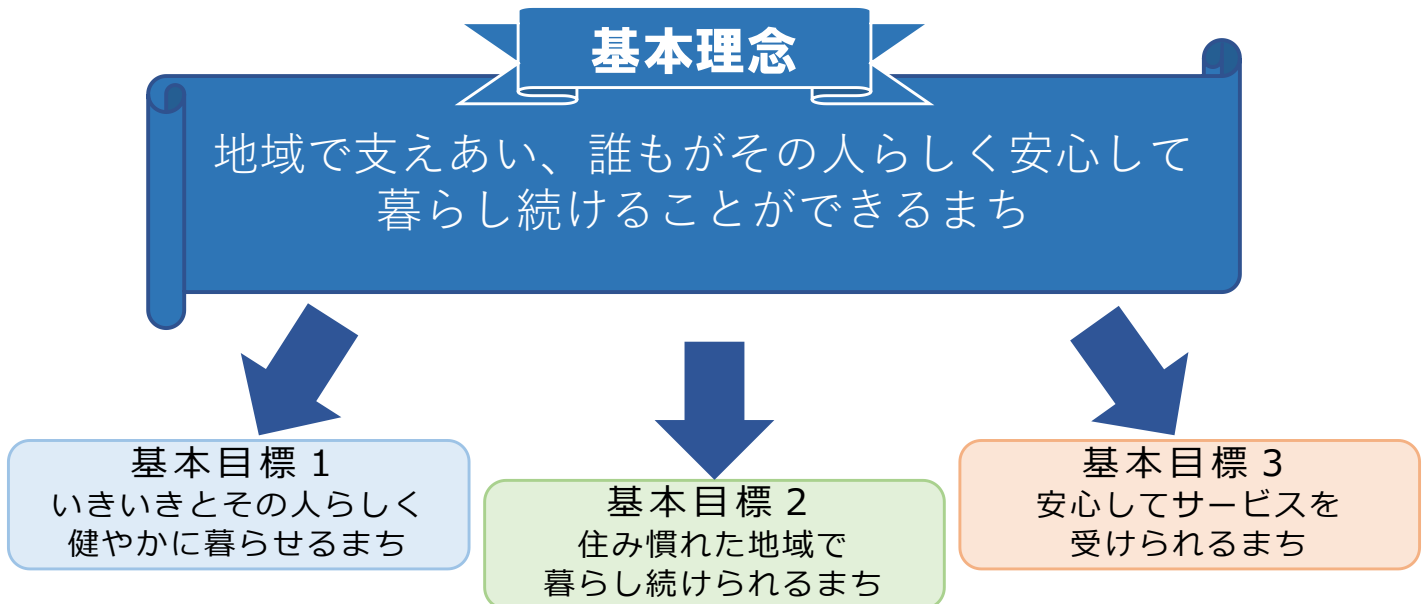 基本理念
地域で支えあい、誰もがその人らしく安心して
暮らし続けることができるまち
基本目標１
いきいきとその人らしく
健やかに暮らせるまち
基本目標２
住み慣れた地域で
暮らし続けられるまち
基本目標３
安心してサービスを
受けられるまち